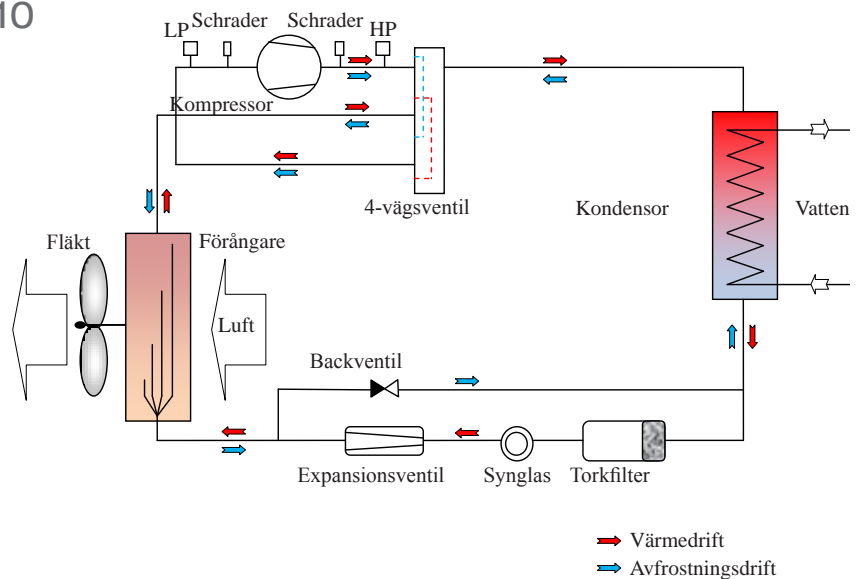 10
LP Schrader Schrader HP
Kompressor
4-vägsventil
Kondensor
Vatten
Fläkt
Förångare
Luft
Backventil
Expansionsventil
Synglas
Torkfilter
Värmedrift
Avfrostningsdrift